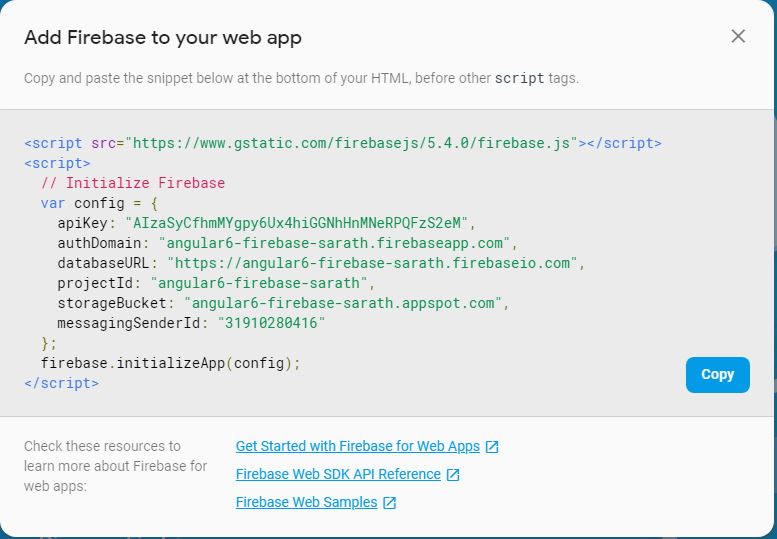 Add Firebase to your web app
Copy and paste the snippet below at the bottom of your HTML, before other script tags.
<script src="https://www.gstatic.com/firebasejs/5.4.0/firebase.js"></script>
<script>
  // Initialize Firebase
  var config = {
    apiKey: "AIzaSyCfhmMYgpy6Ux4hiGGNhHnMNeRPQFzS2eM",
    authDomain: "angular6-firebase-sarath.firebaseapp.com",
    databaseURL: "https://angular6-firebase-sarath.firebaseio.com",
    projectId: "angular6-firebase-sarath",
    storageBucket: "angular6-firebase-sarath.appspot.com",
    messagingSenderId: "31910280416"
  };
  firebase.initializeApp(config);
</script>
Copy
Check these resources to
learn more about Firebase for
web apps:
Get Started with Firebase for Web Apps
Firebase Web SDK API Reference
Firebase Web Samples